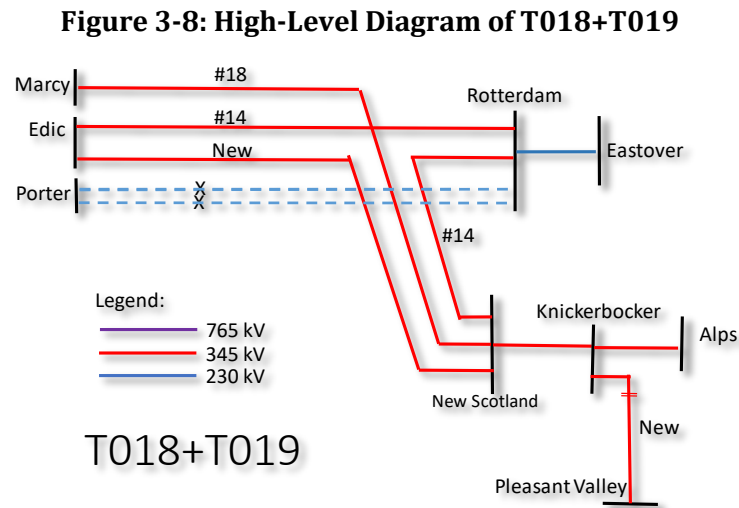 Figure 3-8: High-Level Diagram of T018+T019
#18
Marcy
Rotterdam
#14
Edic
New
Eastover
X
Porter
X
#14
Legend:
Knickerbocker
765 kV
Alps
345 kV
230 kV
New Scotland
New
T018+T019
Pleasant Valley